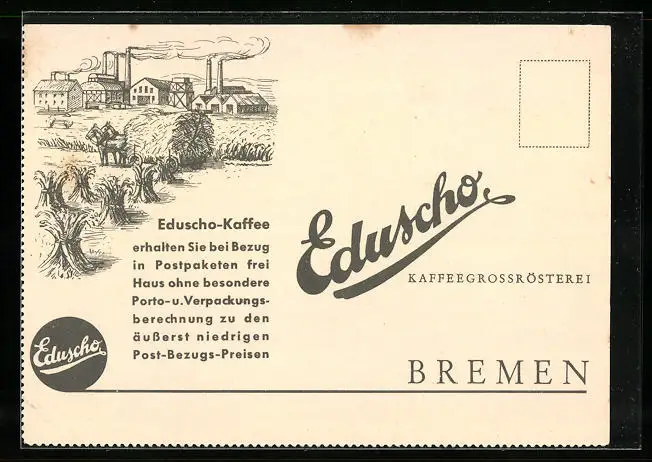 Eduscho-Kaffee
erhalten Sie bei Bezug
in Postpaketen frei
Haus ohne besondere
Porto- u. Verpackungs-
berechnung zu den
äußerst niedrigen
Post-Bezugs-Preisen
Eduscho
Eduscho
KAFFEEGROSSRÖSTEREI
BREMEN